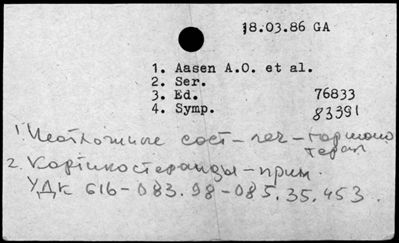 18.03.86 GA
1. Aasen A.O. et al.
2. Ser.
3. Ed. 76833
4. Symp. 83391
1. Неотложные сост – леч – гормоно
терап
2. Кортикостероиды – прим.
УДК 616-083.98-085.35.453.